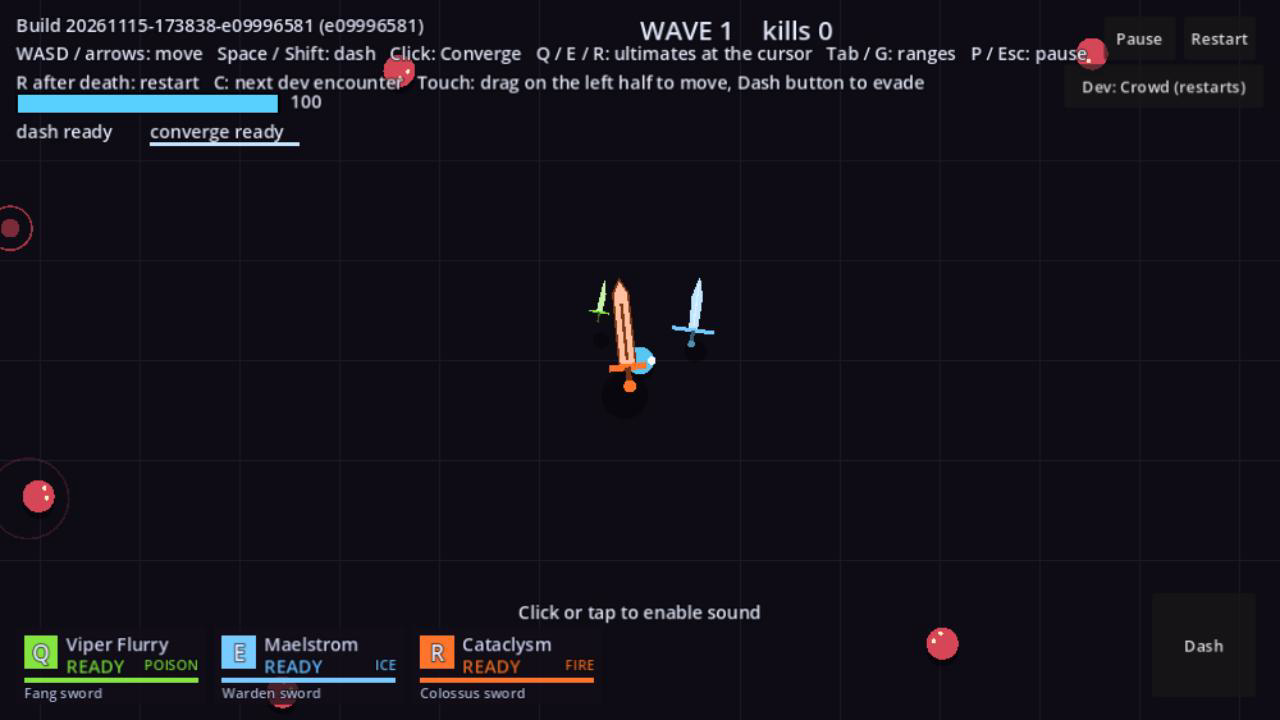 Build 20261115-173838-e09996581 (e09996581)
WAVE 1 kills 0
Pause
Restart
WASD / arrows: move Space / Shift: dash Click: Converge Q / E / R: ultimates at the cursor Tab / G: ranges P / Esc: pause
R after death: restart C: next dev encounter Touch: drag on the left half to move, Dash button to evade
Dev: Crowd (restarts)
100
dash ready
converge ready
Click or tap to enable sound
Dash
Q Viper Flurry
READY POISON
Fang sword
E Maelstrom
READY ICE
Warden sword
R Cataclysm
READY FIRE
Colossus sword